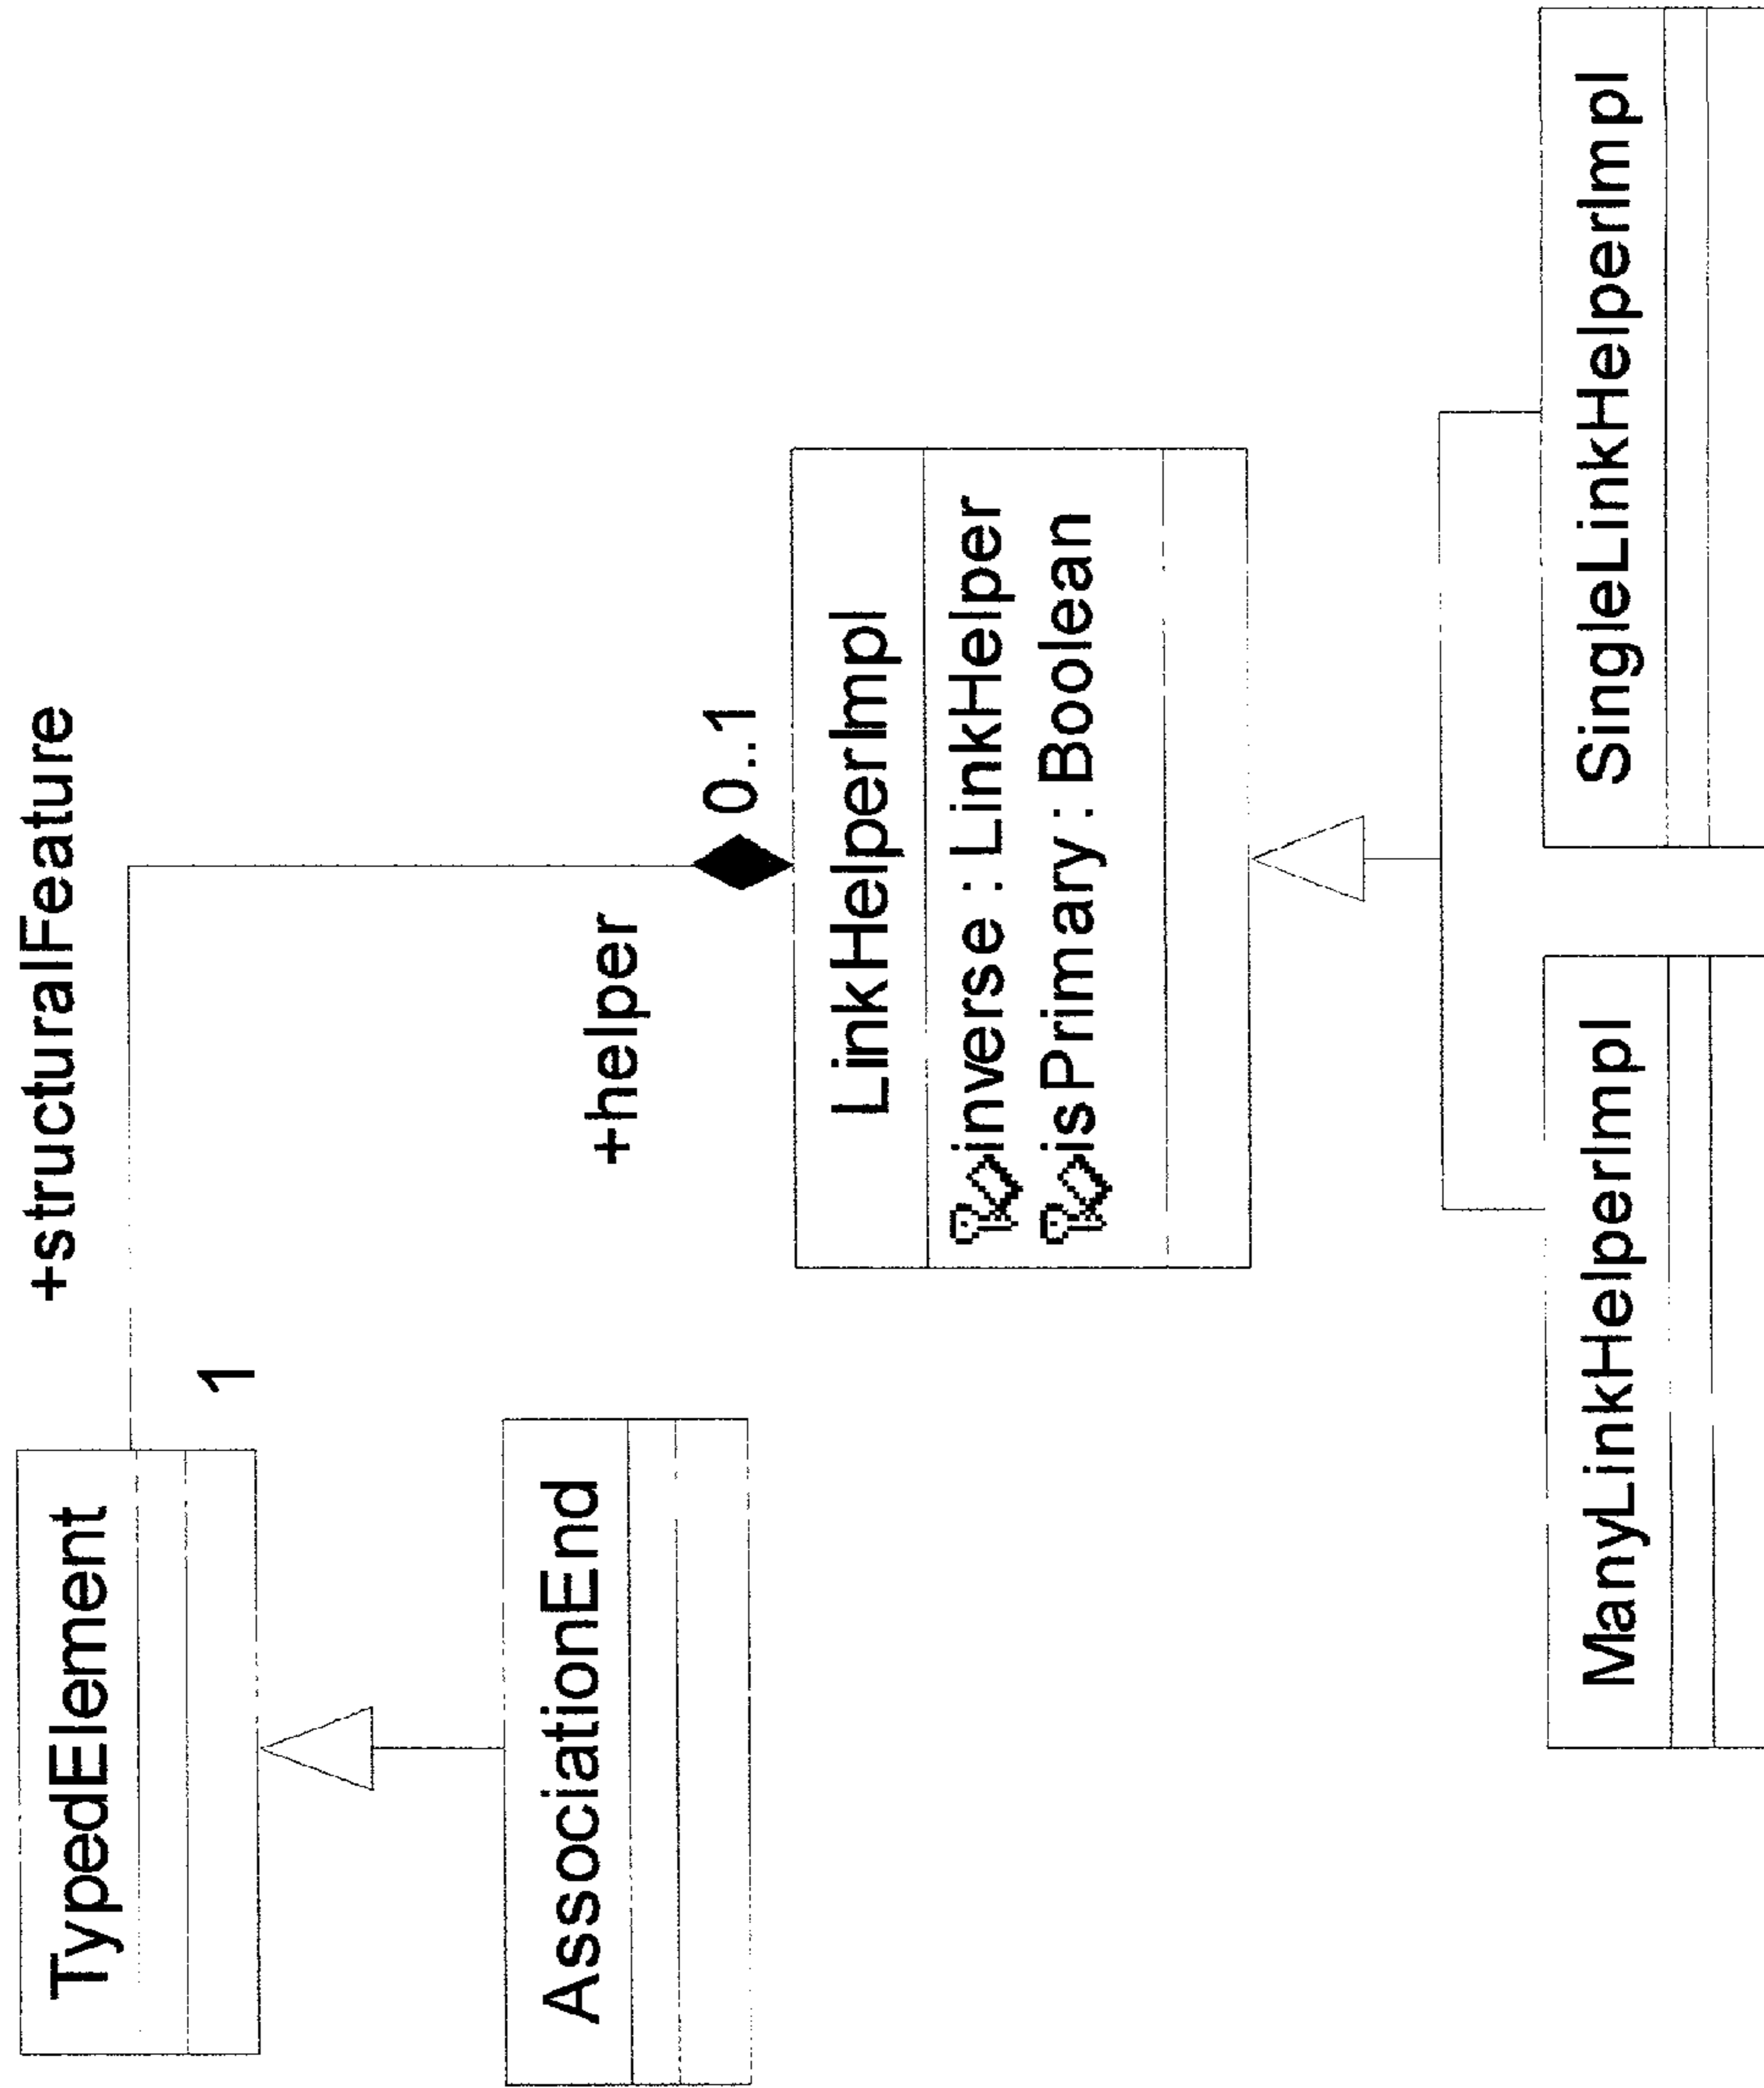 TypedElement
+structuralFeature
1
AssociationEnd
+helper
0..1
LinkHelperImpl
inverse : LinkHelper
isPrimary : Boolean
ManyLinkHelperImpl
SingleLinkHelperImpl